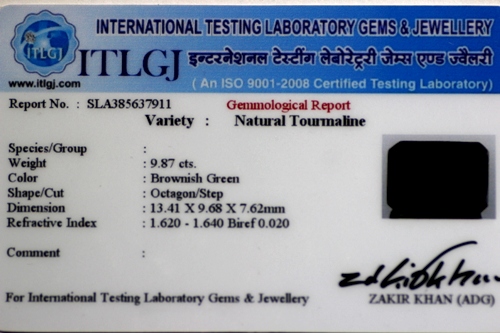 INTERNATIONAL TESTING LABORATORY GEMS & JEWELLERY
ITLGJ
ITLGJ इन्टरनेशनल टेस्टींग लेबोरेट्ररी जेम्स एण्ड ज्वैलरी
www.itlgj.com (An ISO 9001-2008 Certified Testing Laboratory)
Report No. : SLA385637911 Gemmological Report
Variety : Natural Tourmaline
Species/Group :
Weight : 9.87 cts.
Color : Brownish Green
Shape/Cut : Octagon/Step
Dimension : 13.41 X 9.68 X 7.62mm
Refractive Index : 1.620 - 1.640 Biref 0.020
Comment :
For International Testing Laboratory Gems & Jewellery ZAKIR KHAN (ADG)